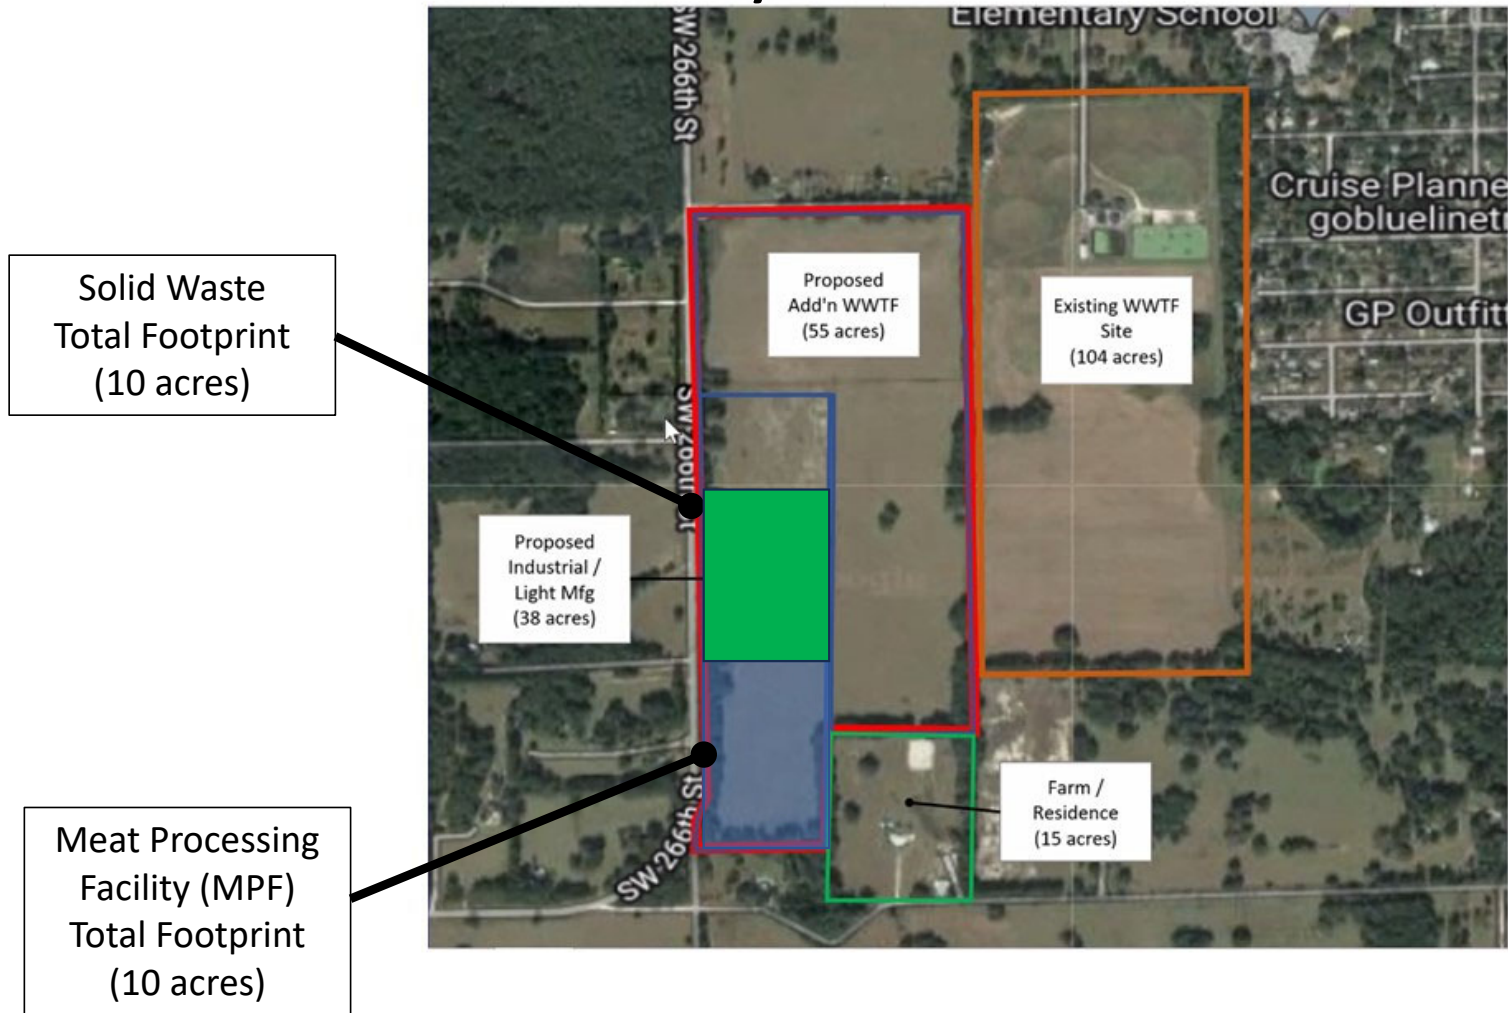 Elementary School
SW 266th St
Cruise Planne
gobluelineti
Solid Waste
Total Footprint
(10 acres)
Proposed
Add'n WWTF
(55 acres)
Existing WWTF
Site
(104 acres)
GP Outfitt
Proposed
Industrial /
Light Mfg
(38 acres)
Farm /
Residence
(15 acres)
SW 266th St
Meat Processing
Facility (MPF)
Total Footprint
(10 acres)